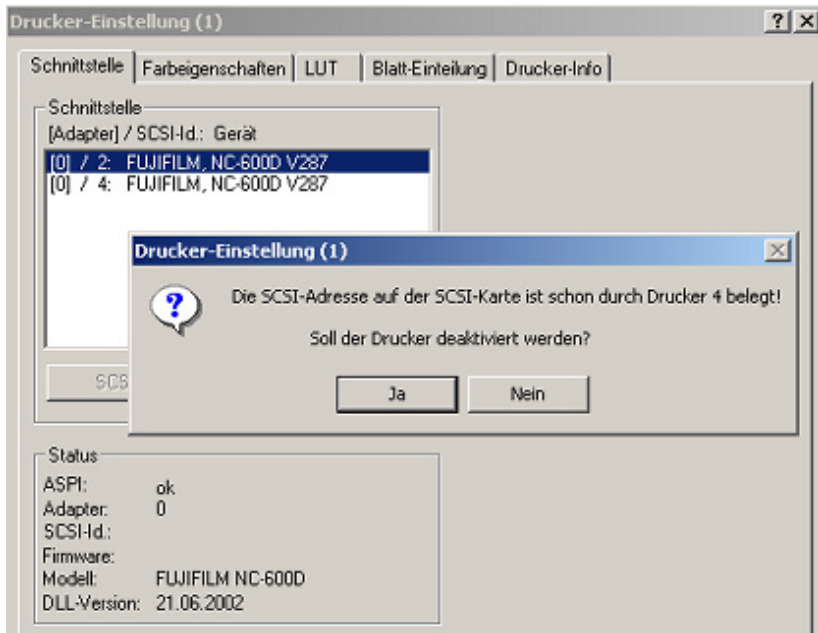 Drucker-Einstellung (1)
Schnittstelle Farbeigenschaften LUT Blatt-Einteilung Drucker-Info
Schnittstelle
[Adapter] / SCSI-Id.: Gerät
[0] / 2: FUJIFILM, NC-600D V287
[0] / 4: FUJIFILM, NC-600D V287
Drucker-Einstellung (1)
Die SCSI-Adresse auf der SCSI-Karte ist schon durch Drucker 4 belegt!
Soll der Drucker deaktiviert werden?
Ja Nein
Status
ASPI: ok
Adapter: 0
SCSI-Id.:
Firmware:
Modell: FUJIFILM NC-600D
DLL-Version: 21.06.2002